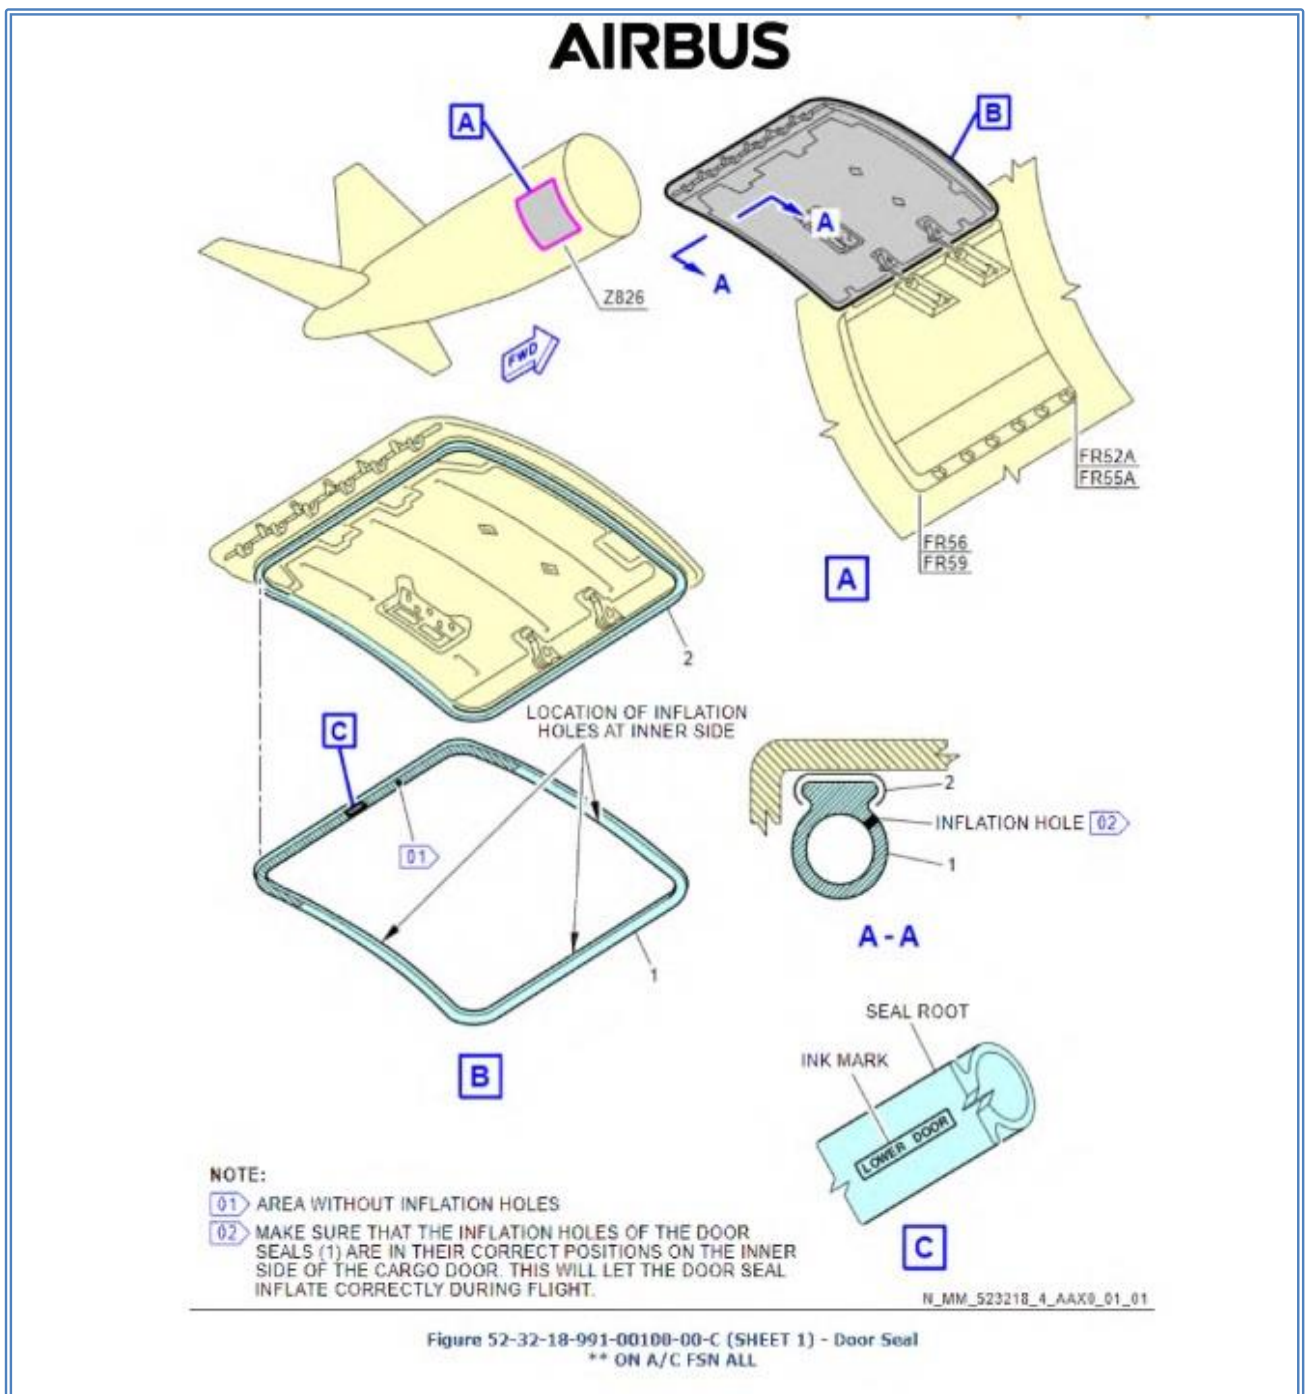 AIRBUS
A
B
A
A
Z826
FWD
FR52A
FR55A
FR56
FR59
A
2
LOCATION OF INFLATION
HOLES AT INNER SIDE
C
01
2
INFLATION HOLE 02
1
A-A
1
B
SEAL ROOT
INK MARK
LOWER DOOR
C
NOTE:
01 AREA WITHOUT INFLATION HOLES
02 MAKE SURE THAT THE INFLATION HOLES OF THE DOOR
SEALS (1) ARE IN THEIR CORRECT POSITIONS ON THE INNER
SIDE OF THE CARGO DOOR. THIS WILL LET THE DOOR SEAL
INFLATE CORRECTLY DURING FLIGHT.
N_MM_523218_4_AAX0_01_01
Figure 52-32-18-991-00100-00-C (SHEET 1) - Door Seal
** ON A/C FSN ALL